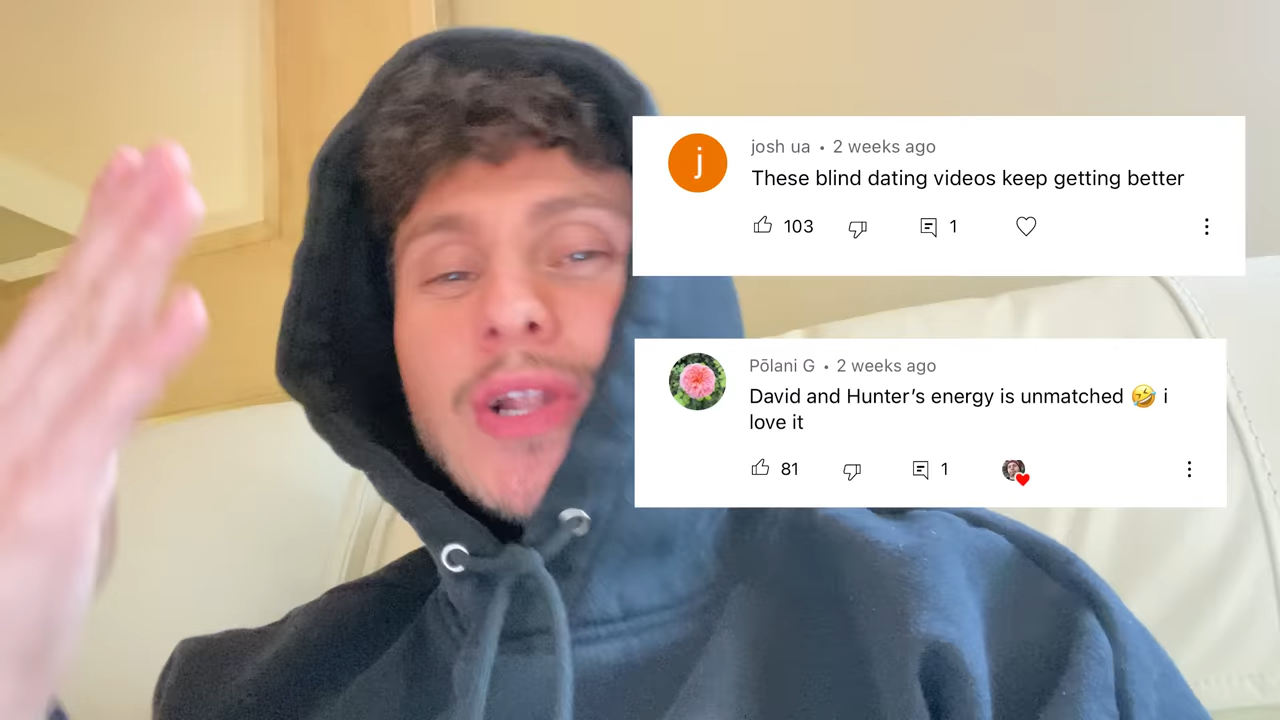 j
josh ua • 2 weeks ago
These blind dating videos keep getting better
103
1
Pōlani G • 2 weeks ago
David and Hunter’s energy is unmatched 🤣 i
love it
81
1